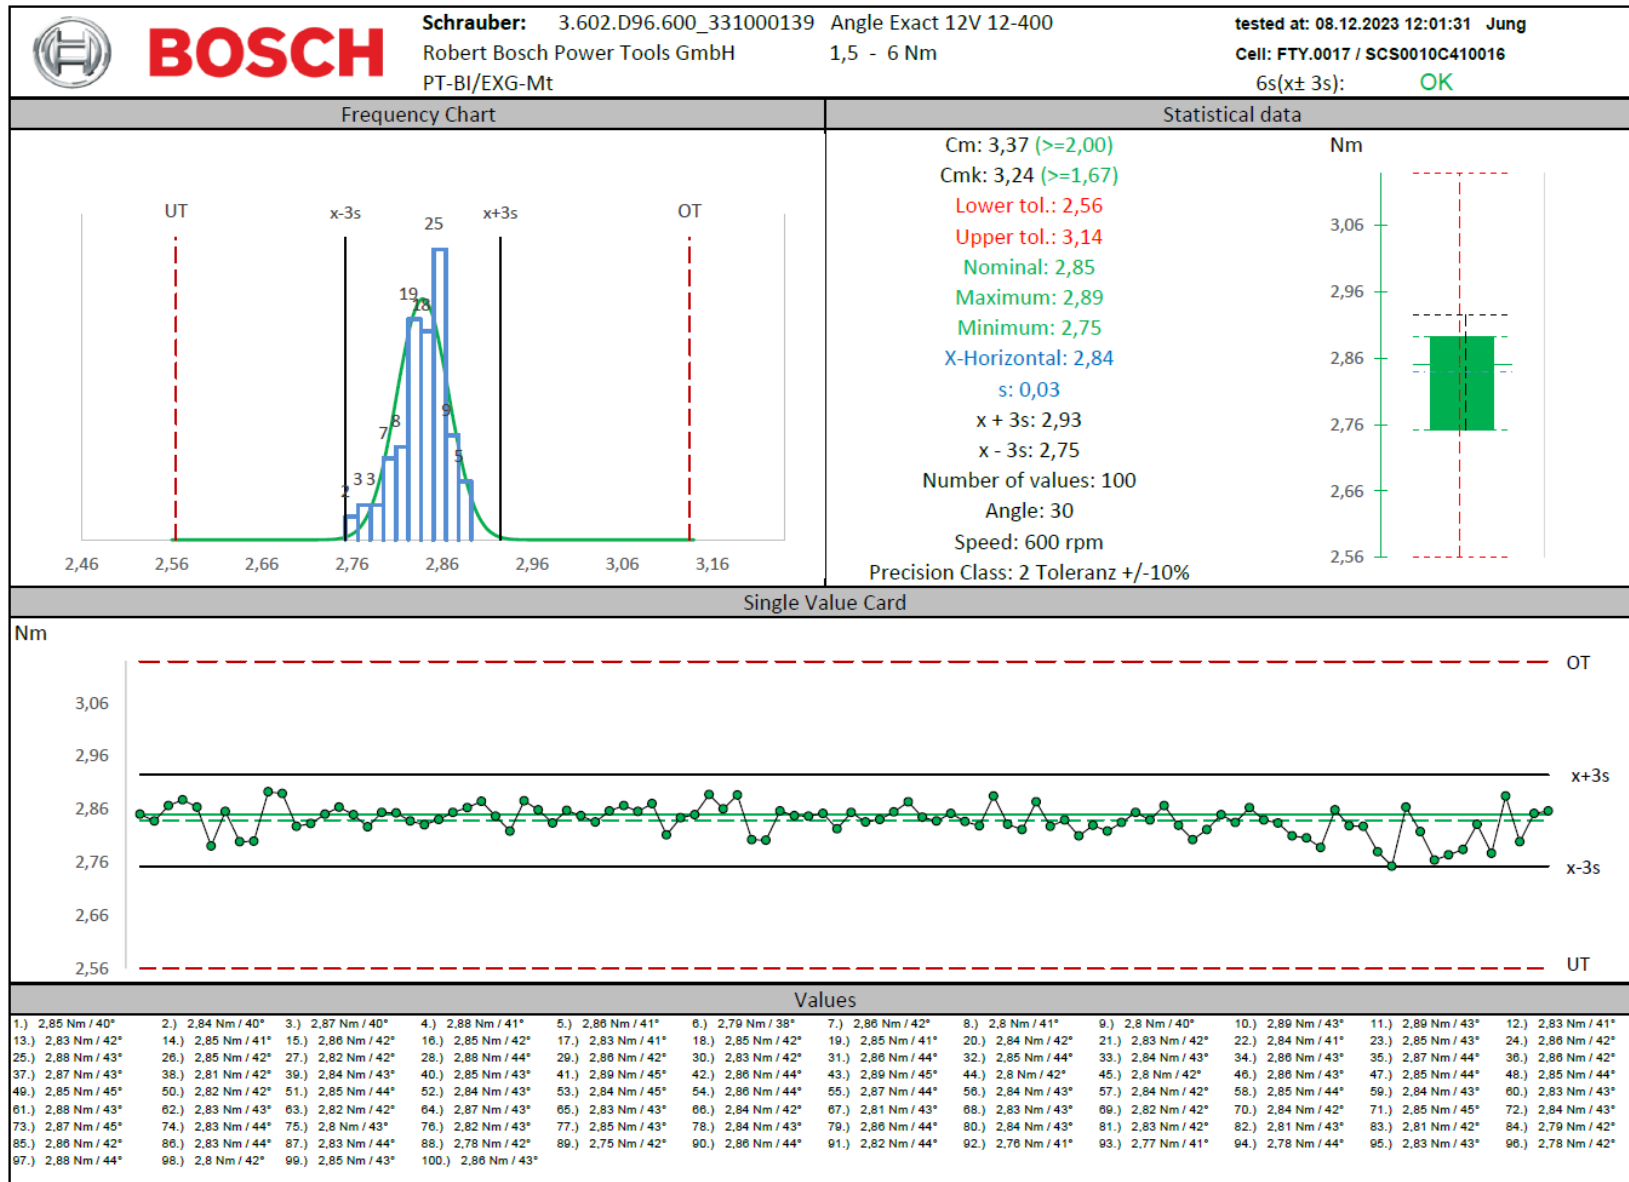 BOSCH
Schrauber: 3.602.D96.600_331000139 Angle Exact 12V 12-400
Robert Bosch Power Tools GmbH 1,5 - 6 Nm
PT-BI/EXG-Mt
tested at: 08.12.2023 12:01:31 Jung
Cell: FTY.0017 / SCS0010C410016
6s(x± 3s): OK
Frequency Chart
UT x-3s x+3s OT
25
19
18
9
8
7
5
3 3
2
2,46 2,56 2,66 2,76 2,86 2,96 3,06 3,16
Statistical data
Cm: 3,37 (>=2,00)
Cmk: 3,24 (>=1,67)
Lower tol.: 2,56
Upper tol.: 3,14
Nominal: 2,85
Maximum: 2,89
Minimum: 2,75
X-Horizontal: 2,84
s: 0,03
x + 3s: 2,93
x - 3s: 2,75
Number of values: 100
Angle: 30
Speed: 600 rpm
Precision Class: 2 Toleranz +/-10%
Nm
3,06
2,96
2,86
2,76
2,66
2,56
Single Value Card
Nm
OT
3,06
2,96
x+3s
2,86
2,76
x-3s
2,66
2,56
UT
Values
1.) 2,85 Nm / 40° 2.) 2,84 Nm / 40° 3.) 2,87 Nm / 40° 4.) 2,88 Nm / 41° 5.) 2,86 Nm / 41° 6.) 2,79 Nm / 38° 7.) 2,86 Nm / 42° 8.) 2,8 Nm / 41° 9.) 2,8 Nm / 40° 10.) 2,89 Nm / 43° 11.) 2,89 Nm / 43° 12.) 2,83 Nm / 41°
13.) 2,83 Nm / 42° 14.) 2,85 Nm / 41° 15.) 2,86 Nm / 42° 16.) 2,85 Nm / 42° 17.) 2,83 Nm / 41° 18.) 2,85 Nm / 42° 19.) 2,85 Nm / 41° 20.) 2,84 Nm / 42° 21.) 2,83 Nm / 42° 22.) 2,84 Nm / 41° 23.) 2,85 Nm / 43° 24.) 2,86 Nm / 42°
25.) 2,88 Nm / 43° 26.) 2,85 Nm / 42° 27.) 2,82 Nm / 42° 28.) 2,88 Nm / 44° 29.) 2,86 Nm / 42° 30.) 2,83 Nm / 42° 31.) 2,86 Nm / 44° 32.) 2,85 Nm / 44° 33.) 2,84 Nm / 43° 34.) 2,86 Nm / 43° 35.) 2,87 Nm / 44° 36.) 2,86 Nm / 42°
37.) 2,87 Nm / 43° 38.) 2,81 Nm / 42° 39.) 2,84 Nm / 43° 40.) 2,85 Nm / 43° 41.) 2,89 Nm / 45° 42.) 2,86 Nm / 44° 43.) 2,89 Nm / 45° 44.) 2,8 Nm / 42° 45.) 2,8 Nm / 42° 46.) 2,86 Nm / 43° 47.) 2,85 Nm / 44° 48.) 2,85 Nm / 44°
49.) 2,85 Nm / 45° 50.) 2,82 Nm / 42° 51.) 2,85 Nm / 44° 52.) 2,84 Nm / 43° 53.) 2,84 Nm / 45° 54.) 2,86 Nm / 44° 55.) 2,87 Nm / 44° 56.) 2,84 Nm / 43° 57.) 2,84 Nm / 42° 58.) 2,85 Nm / 44° 59.) 2,84 Nm / 43° 60.) 2,83 Nm / 43°
61.) 2,88 Nm / 43° 62.) 2,83 Nm / 43° 63.) 2,82 Nm / 42° 64.) 2,87 Nm / 43° 65.) 2,83 Nm / 43° 66.) 2,84 Nm / 42° 67.) 2,81 Nm / 43° 68.) 2,83 Nm / 43° 69.) 2,82 Nm / 42° 70.) 2,84 Nm / 42° 71.) 2,85 Nm / 45° 72.) 2,84 Nm / 43°
73.) 2,87 Nm / 45° 74.) 2,83 Nm / 44° 75.) 2,8 Nm / 43° 76.) 2,82 Nm / 43° 77.) 2,85 Nm / 43° 78.) 2,84 Nm / 43° 79.) 2,86 Nm / 44° 80.) 2,84 Nm / 43° 81.) 2,83 Nm / 42° 82.) 2,81 Nm / 43° 83.) 2,81 Nm / 42° 84.) 2,79 Nm / 42°
85.) 2,86 Nm / 42° 86.) 2,83 Nm / 44° 87.) 2,83 Nm / 44° 88.) 2,78 Nm / 42° 89.) 2,75 Nm / 42° 90.) 2,86 Nm / 44° 91.) 2,82 Nm / 44° 92.) 2,76 Nm / 41° 93.) 2,77 Nm / 41° 94.) 2,78 Nm / 44° 95.) 2,83 Nm / 43° 96.) 2,78 Nm / 42°
97.) 2,88 Nm / 44° 98.) 2,8 Nm / 42° 99.) 2,85 Nm / 43° 100.) 2,86 Nm / 43°